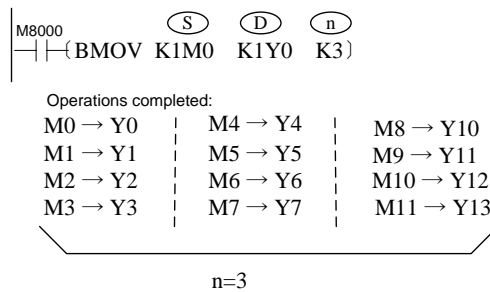 S D n
M8000
BMOV K1M0 K1Y0 K3
Operations completed:
M0 → Y0 M4 → Y4 M8 → Y10
M1 → Y1 M5 → Y5 M9 → Y11
M2 → Y2 M6 → Y6 M10 → Y12
M3 → Y3 M7 → Y7 M11 → Y13
n=3